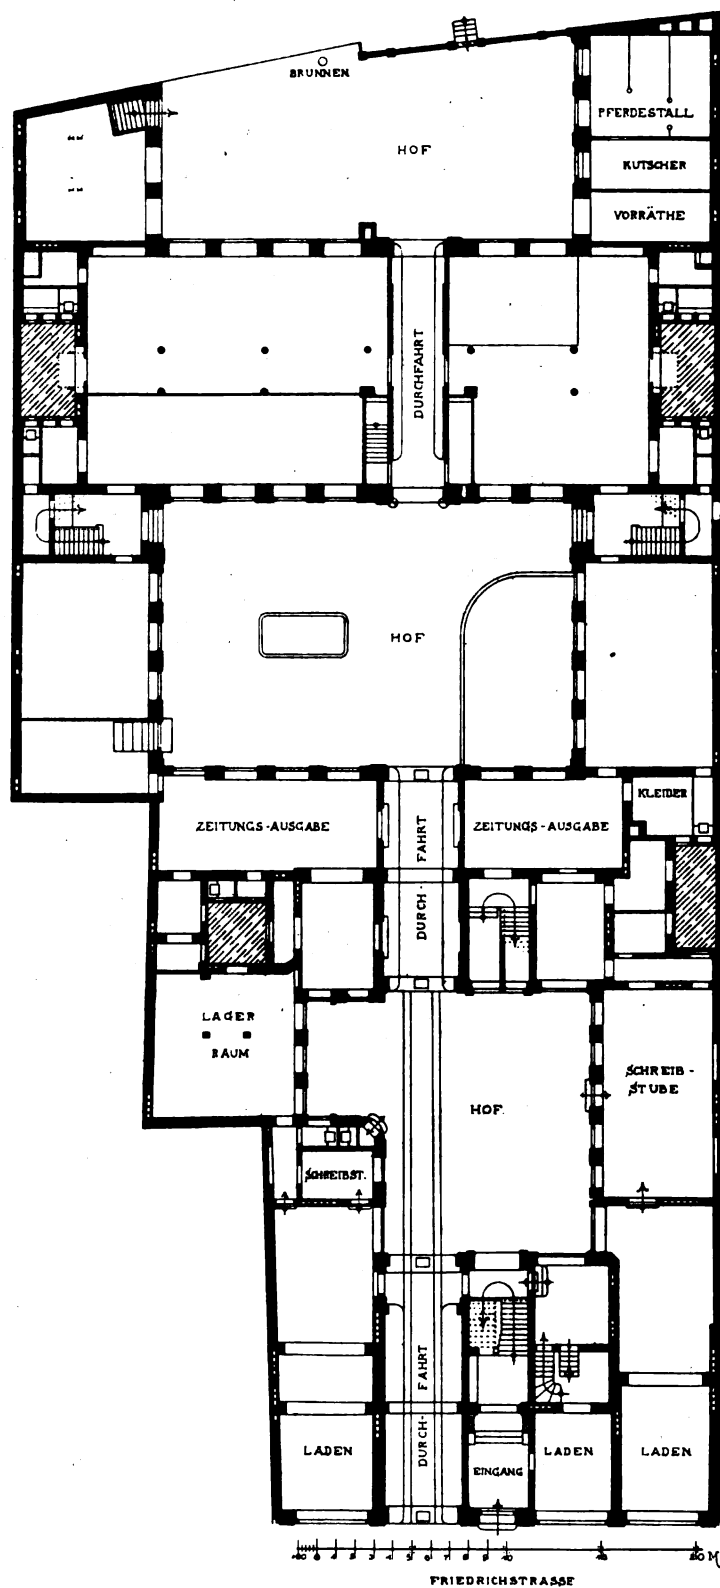 BRUNNEN
PFERDESTALL
HOF
KUTSCHER
VORRÄTHE
DURCHFAHRT
HOF
KLEIDER
ZEITUNGS-AUSGABE
DURCH-FAHRT
ZEITUNGS-AUSGABE
LAGER
RAUM
SCHREIB-
STUBE
HOF.
SCHREIBST.
DURCH-FAHRT
LADEN
EINGANG
LADEN
LADEN
20 M
FRIEDRICHSTRASSE